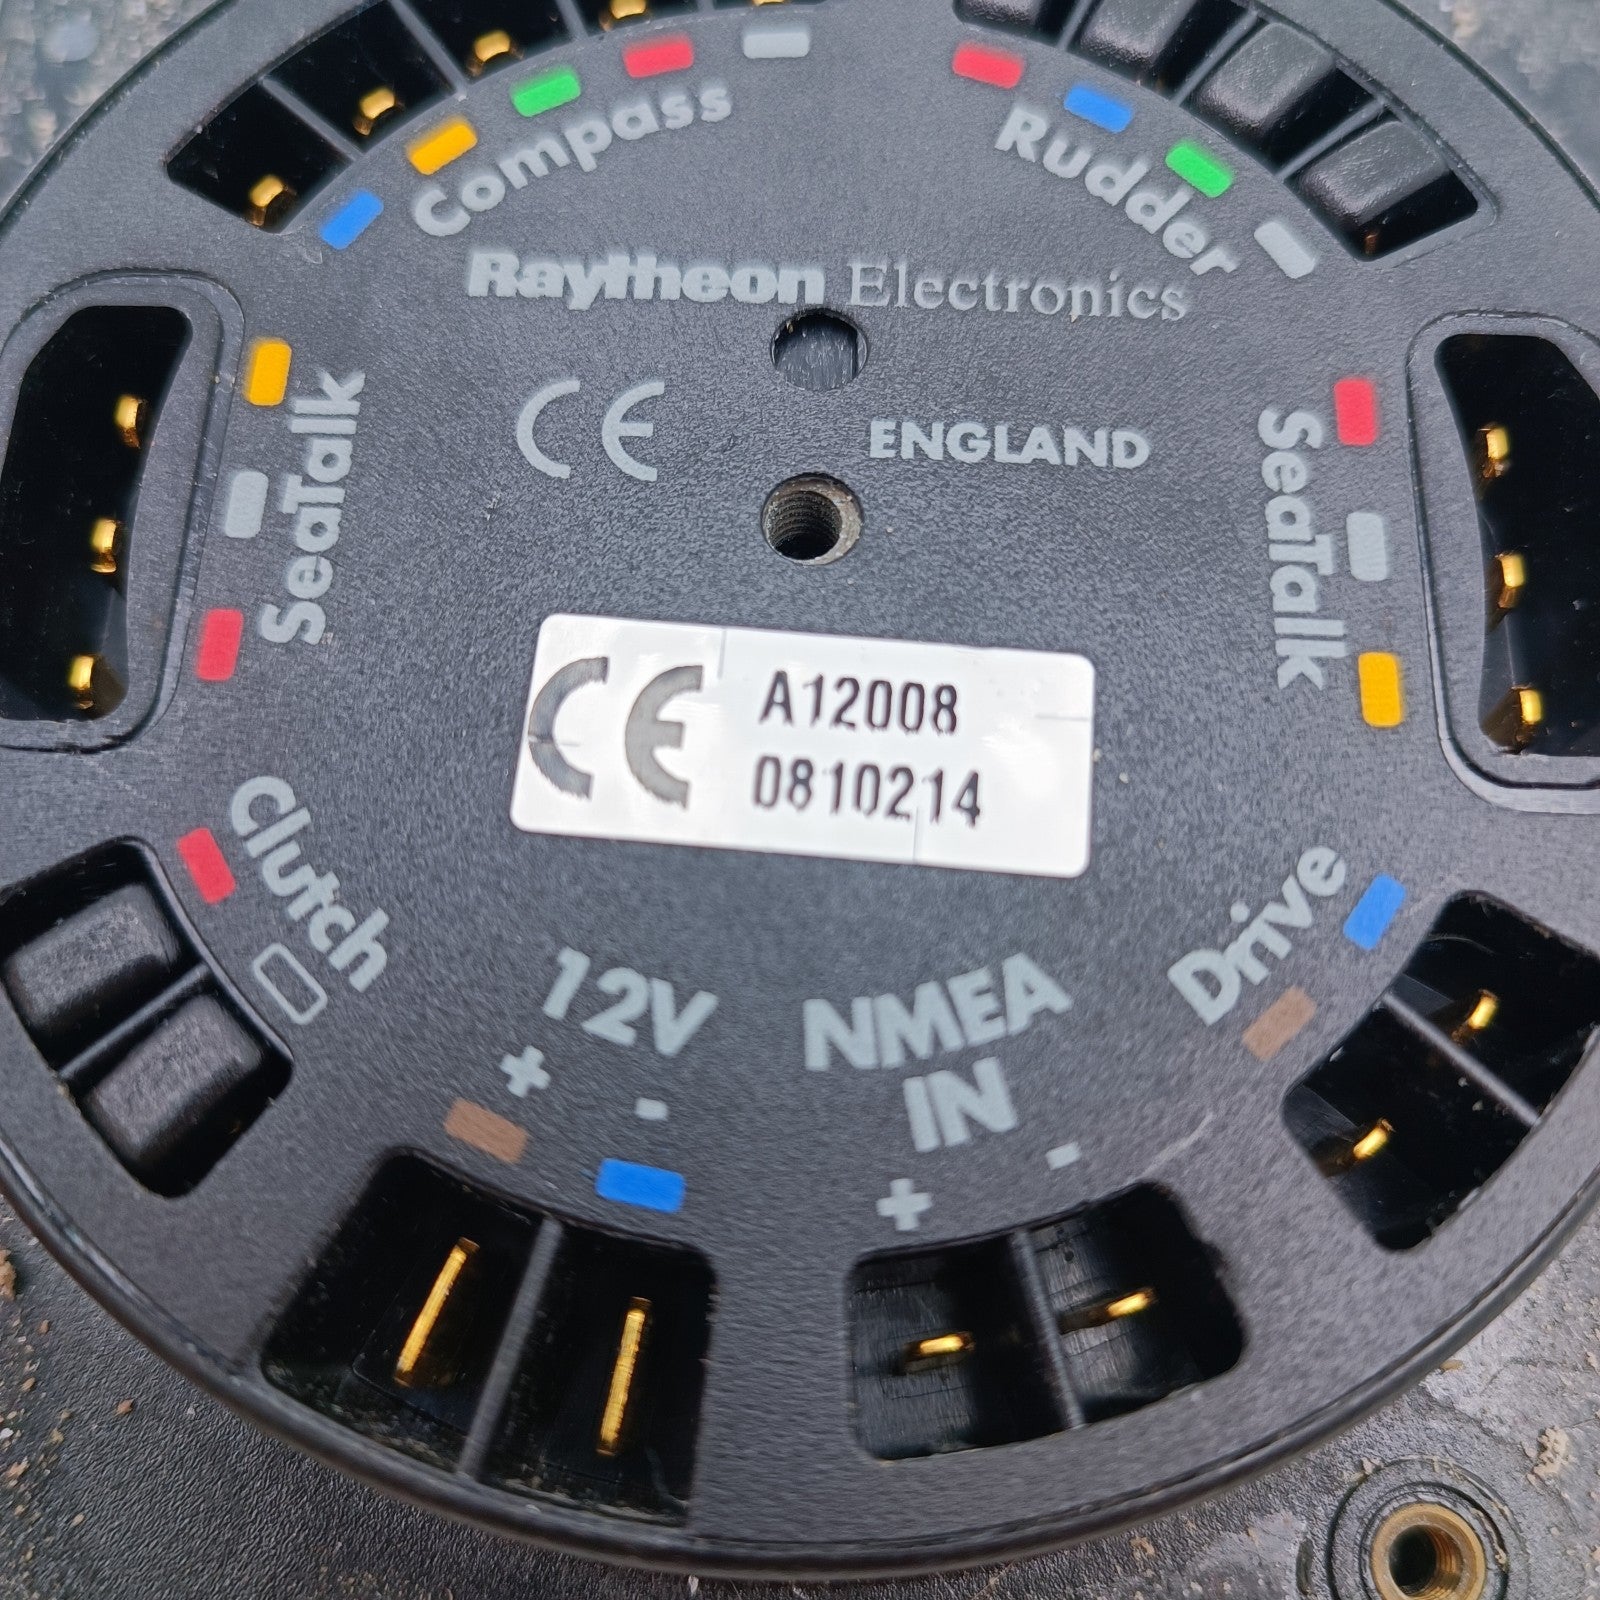 Compass
Rudder
Raytheon Electronics
CE
ENGLAND
SeaTalk
SeaTalk
CE A12008
0810214
Clutch
12V
+ -
NMEA
IN
+ -
Drive